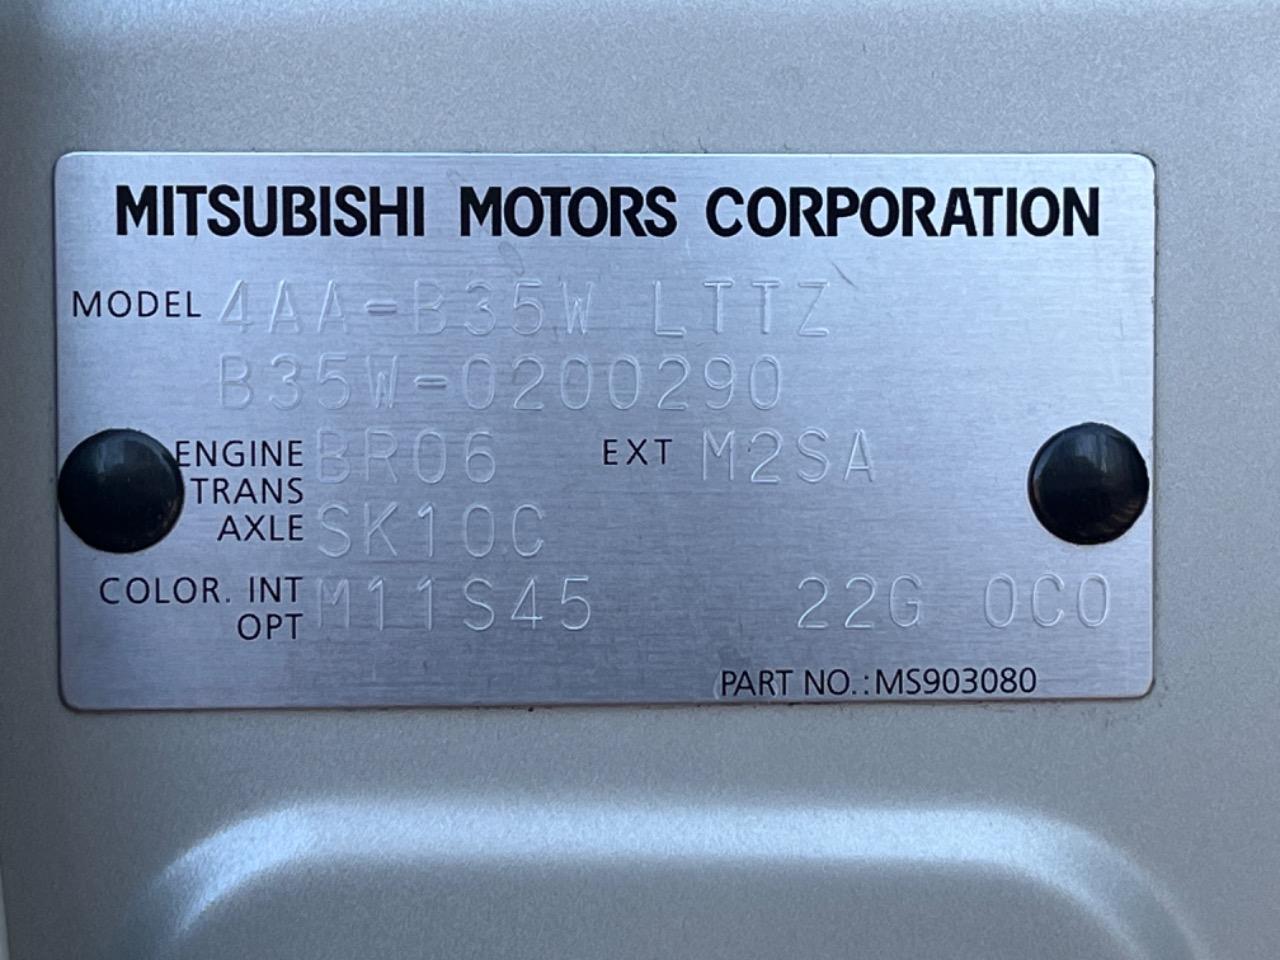 MITSUBISHI MOTORS CORPORATION
MODEL 4AA-B35W LTTZ
B35W-0200290
ENGINE BR06 EXT M2SA
TRANS
AXLE SK10C
COLOR. INT M11S45 22G 0C0
OPT
PART NO.:MS903080